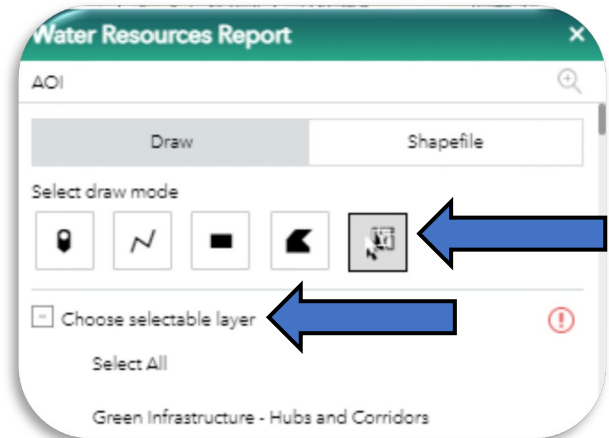 Water Resources Report
AOI
Draw Shapefile
Select draw mode
Choose selectable layer
Select All
Green Infrastructure - Hubs and Corridors